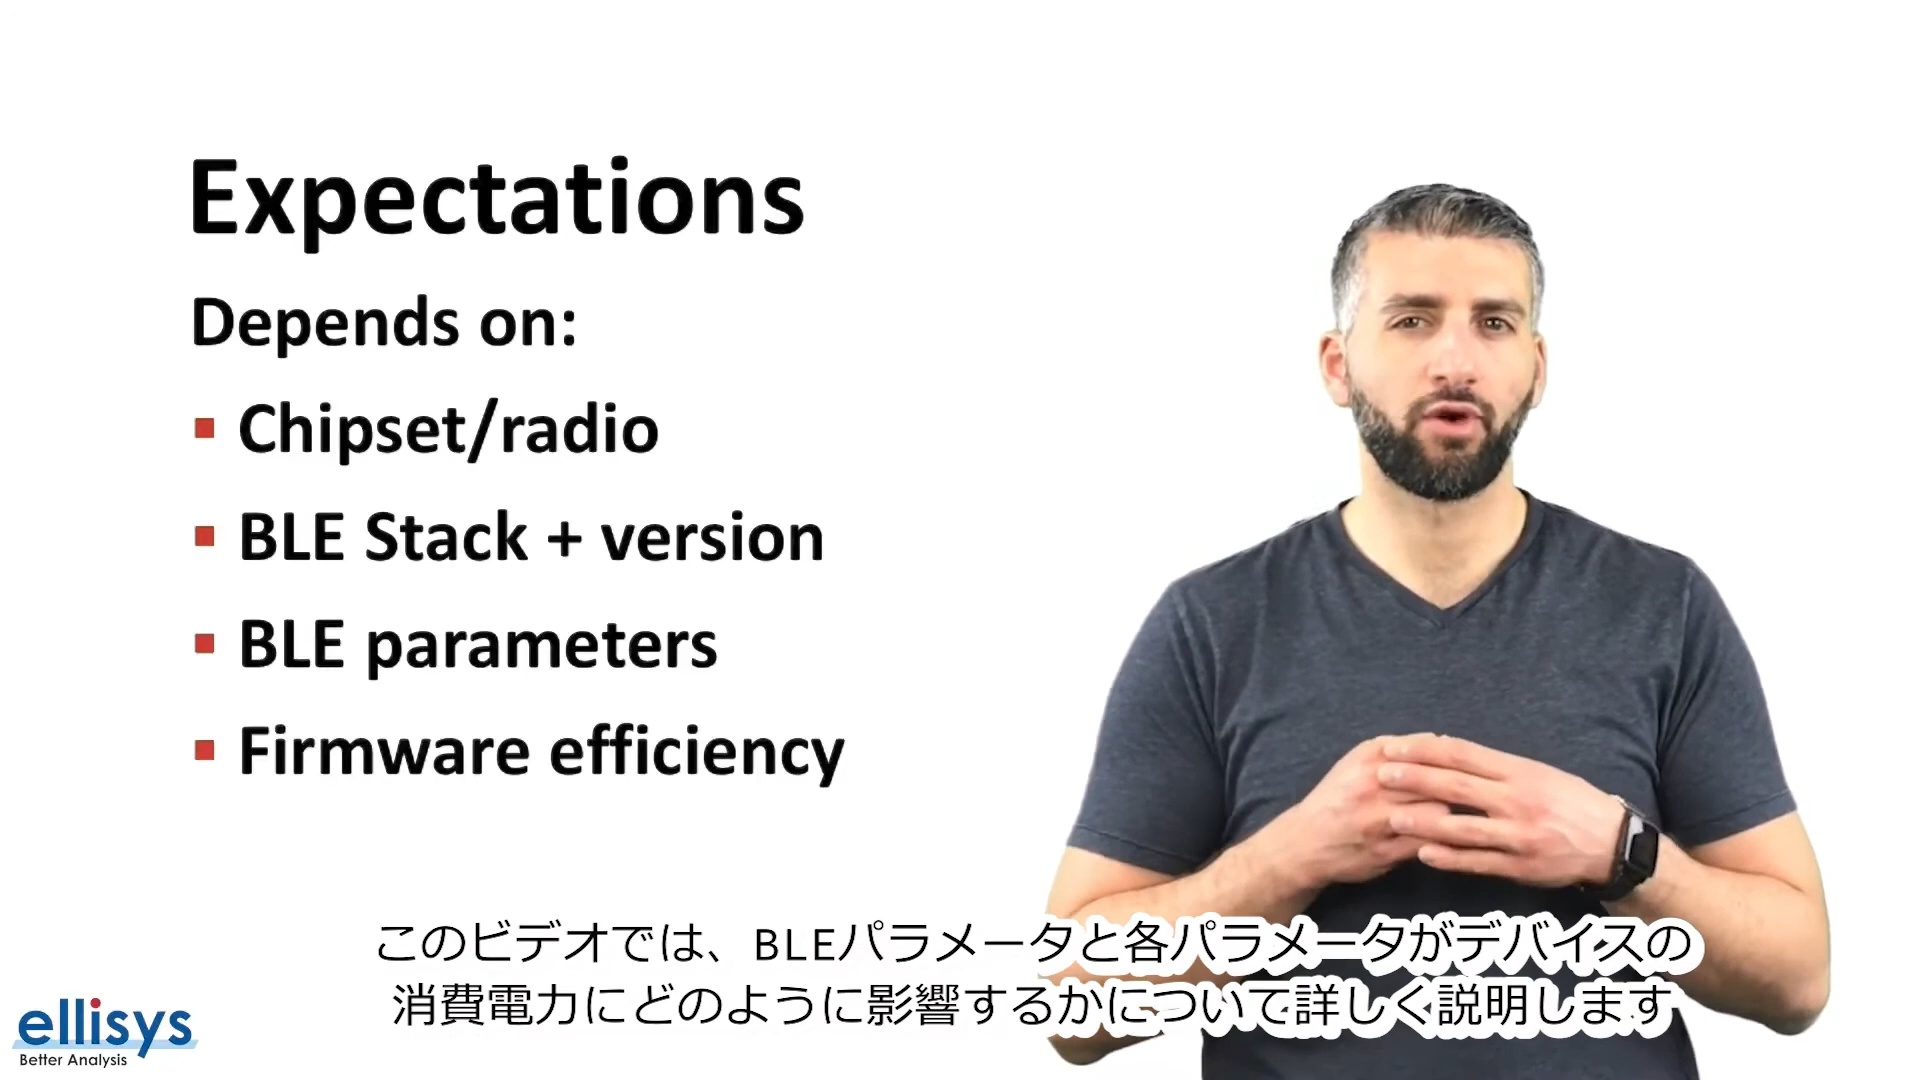 Expectations
Depends on:
▪ Chipset/radio
▪ BLE Stack + version
▪ BLE parameters
▪ Firmware efficiency
このビデオでは、BLEパラメータと各パラメータがデバイスの
消費電力にどのように影響するかについて詳しく説明します
ellisys
Better Analysis